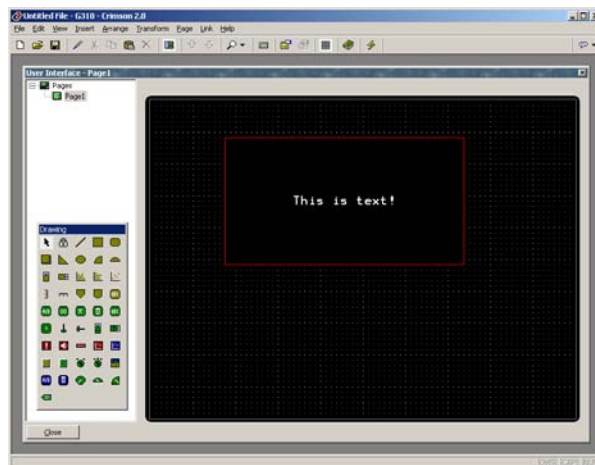 Untitled File - G310 - Crimson 2.0
File Edit View Insert Arrange Transform Page Link Help
User Interface - Page1
Pages
Page1
This is text!
Drawing
Close